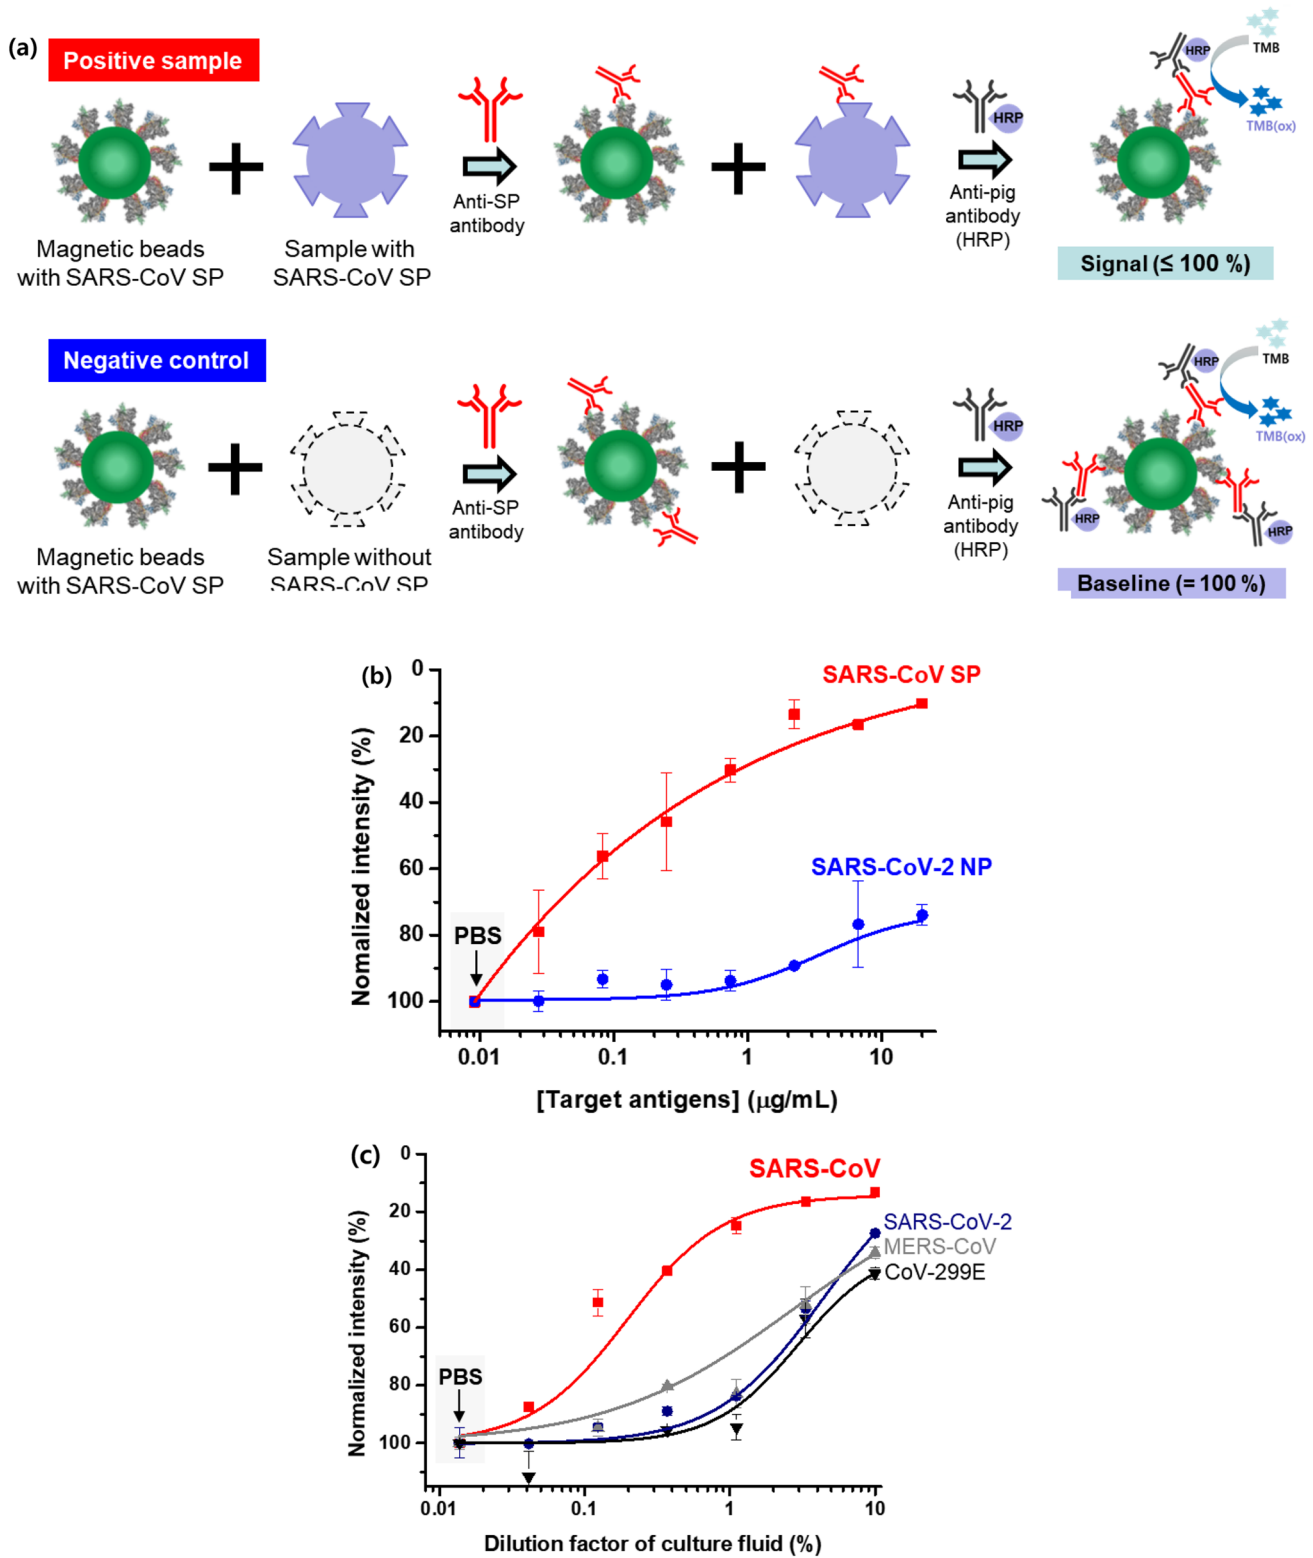 (a)
Positive sample
HRP
TMB
TMB(ox)
HRP
Anti-SP
antibody
Anti-pig
antibody
(HRP)
Magnetic beads
with SARS-CoV SP
Sample with
SARS-CoV SP
Signal (≤ 100 %)
Negative control
HRP
TMB
TMB(ox)
HRP
HRP
HRP
Anti-SP
antibody
Anti-pig
antibody
(HRP)
Magnetic beads
with SARS-CoV SP
Sample without
SARS-CoV SP
Baseline (= 100 %)
(b)
Nomalized intensity (%)
0
20
40
60
80
100
SARS-CoV SP
SARS-CoV-2 NP
PBS
0.01
0.1
1
10
[Target antigens] (μg/mL)
(c)
Normalized intensity (%)
0
20
40
60
80
100
SARS-CoV
SARS-CoV-2
MERS-CoV
CoV-299E
PBS
0.01
0.1
1
10
Dilution factor of culture fluid (%)